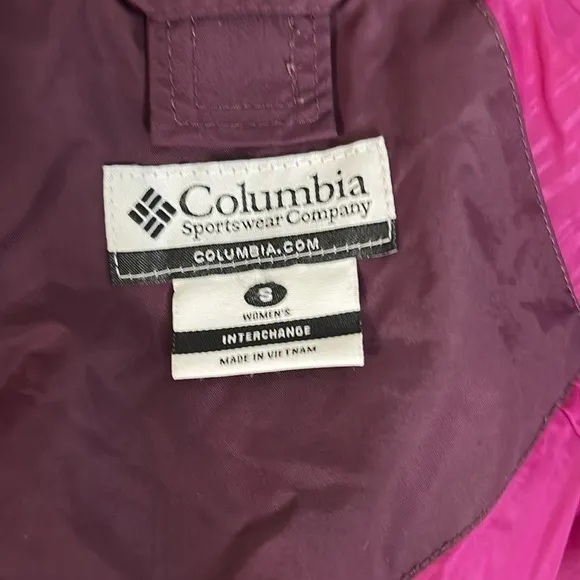 Columbia
Sportswear Company
COLUMBIA.COM
S
WOMEN'S
INTERCHANGE
MADE IN VIETNAM